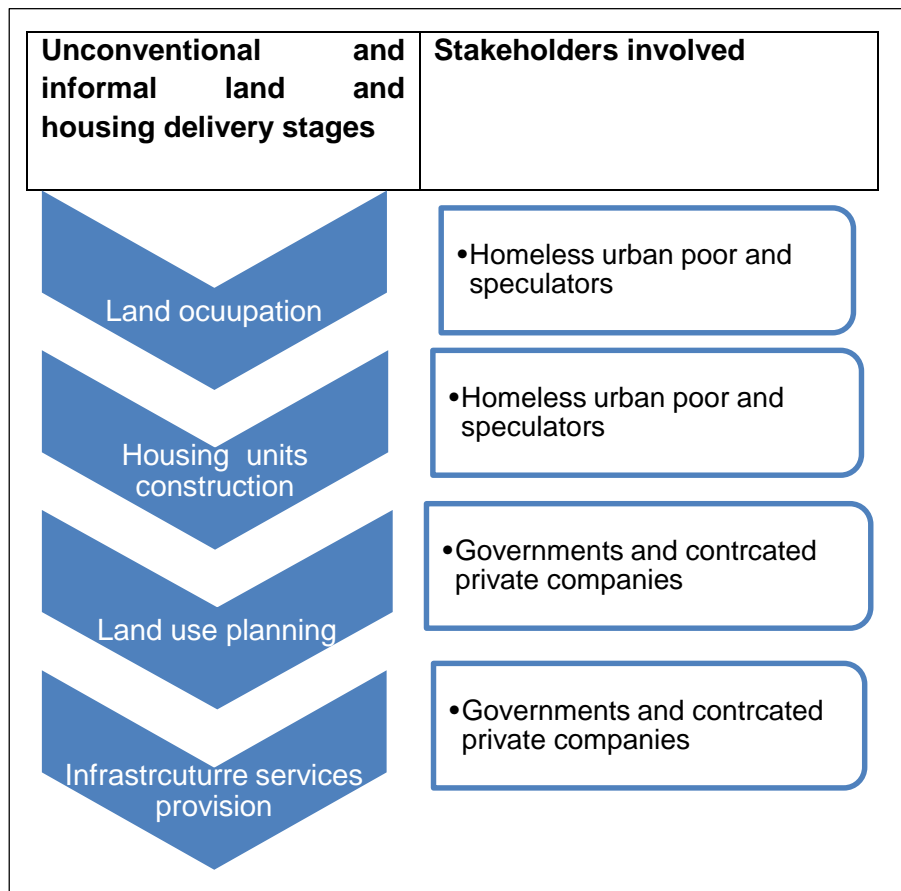 Unconventional and
informal land and
housing delivery stages
Stakeholders involved
Land ocuupation
•Homeless urban poor and
speculators
Housing units
construction
•Homeless urban poor and
speculators
Land use planning
•Governments and contrcated
private companies
Infrastrcuturre services
provision
•Governments and contrcated
private companies